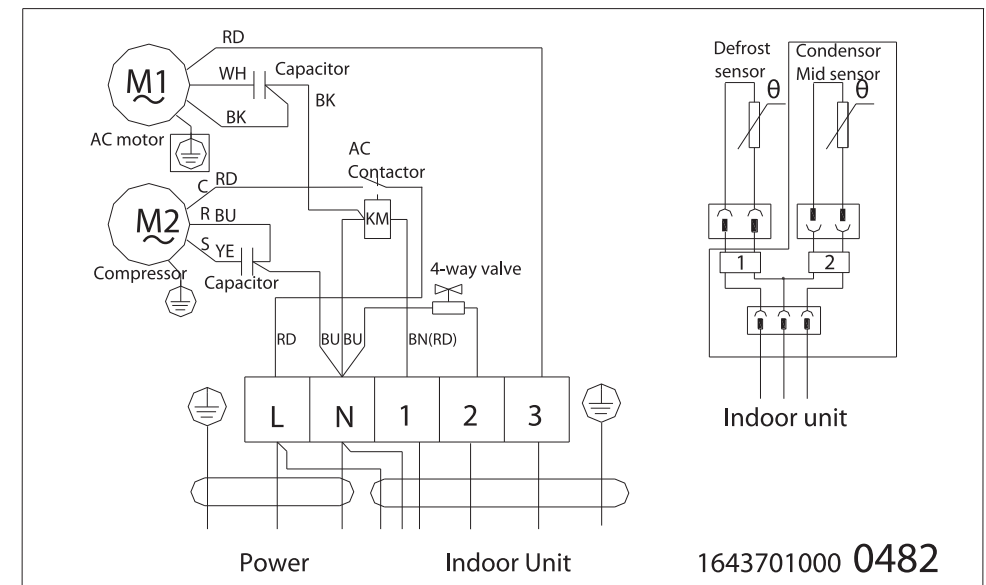 RD
M1
WH
Capacitor
BK
BK
AC motor
AC
Contactor
C RD
KM
M2
R BU
S YE
Compressor
Capacitor
4-way valve
RD
BU BU
BN(RD)
L N 1 2 3
Power
Indoor Unit
Defrost
sensor
θ
Condensor
Mid sensor
θ
1
2
Indoor unit
1643701000 0482